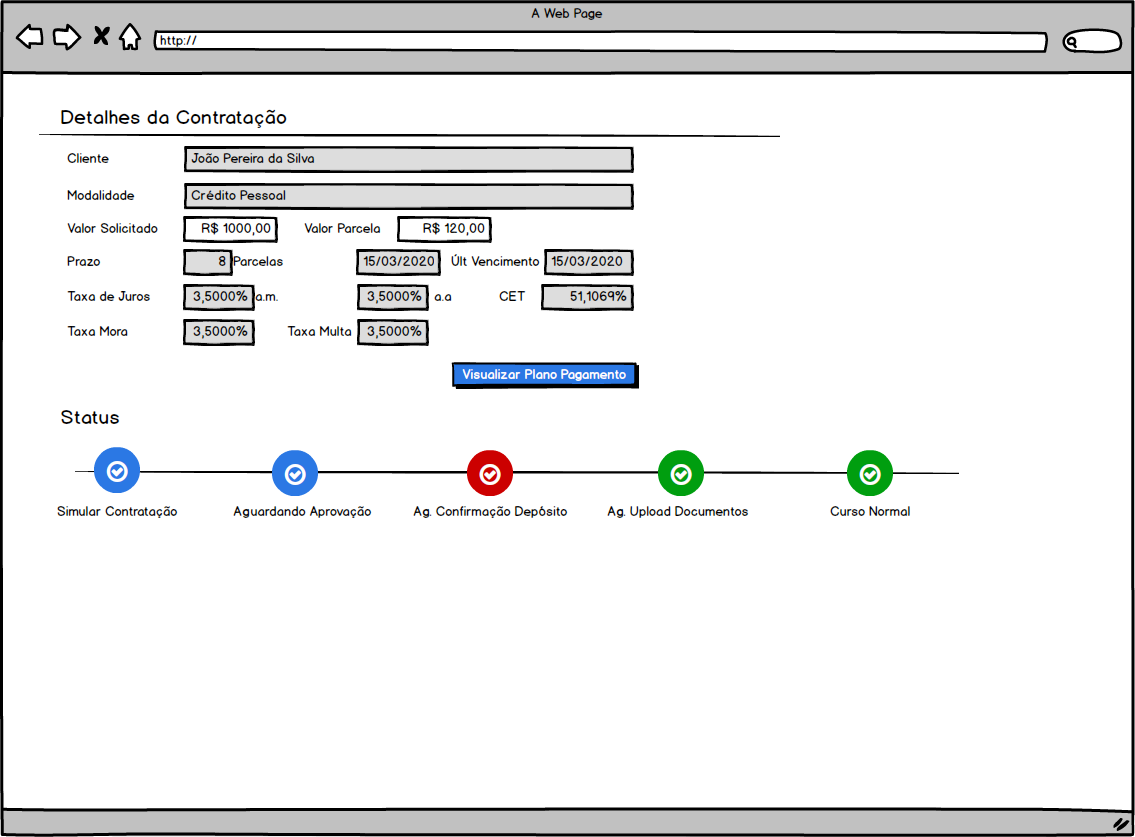 A Web Page
http://
Detalhes da Contratação
Cliente João Pereira da Silva
Modalidade Crédito Pessoal
Valor Solicitado R$ 1000,00 Valor Parcela R$ 120,00
Prazo 8 Parcelas 15/03/2020 Últ Vencimento 15/03/2020
Taxa de Juros 3,5000% a.m. 3,5000% a.a CET 51,1069%
Taxa Mora 3,5000% Taxa Multa 3,5000%
Visualizar Plano Pagamento
Status
Simular Contratação Aguardando Aprovação Ag. Confirmação Depósito Ag. Upload Documentos Curso Normal